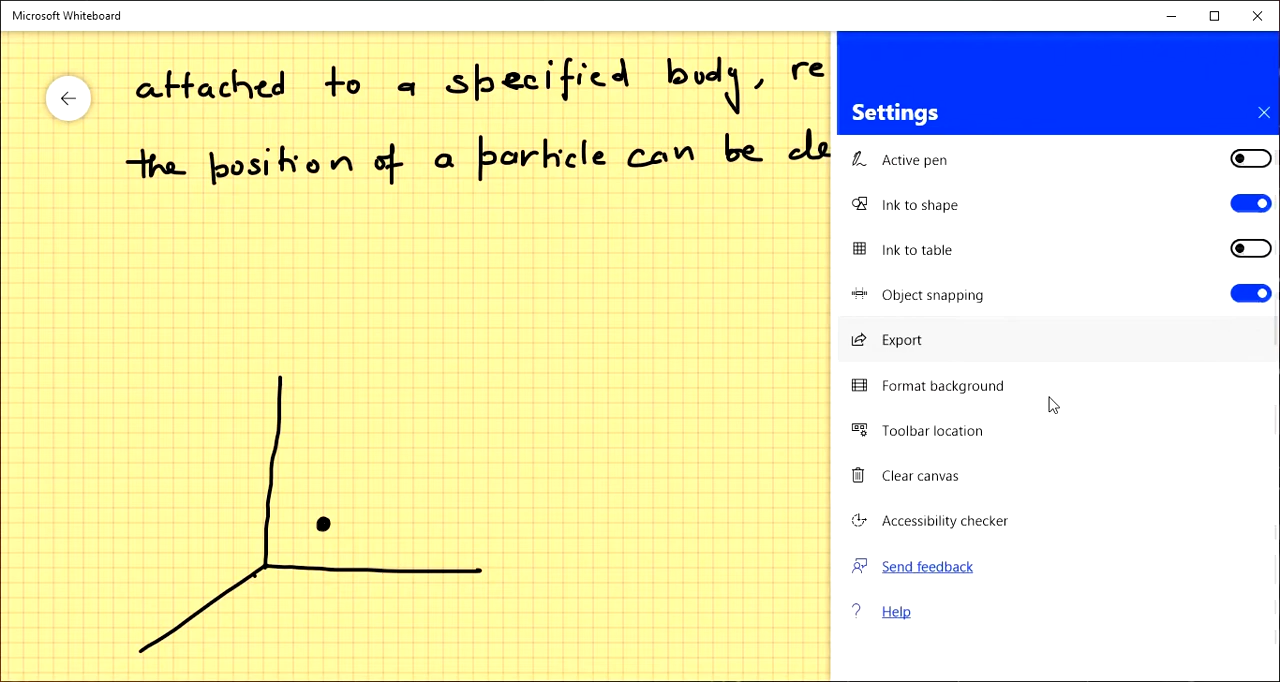 Microsoft Whiteboard
attached to a specified body, re
the position of a particle can be de
Settings
Active pen
Ink to shape
Ink to table
Object snapping
Export
Format background
Toolbar location
Clear canvas
Accessibility checker
Send feedback
? Help